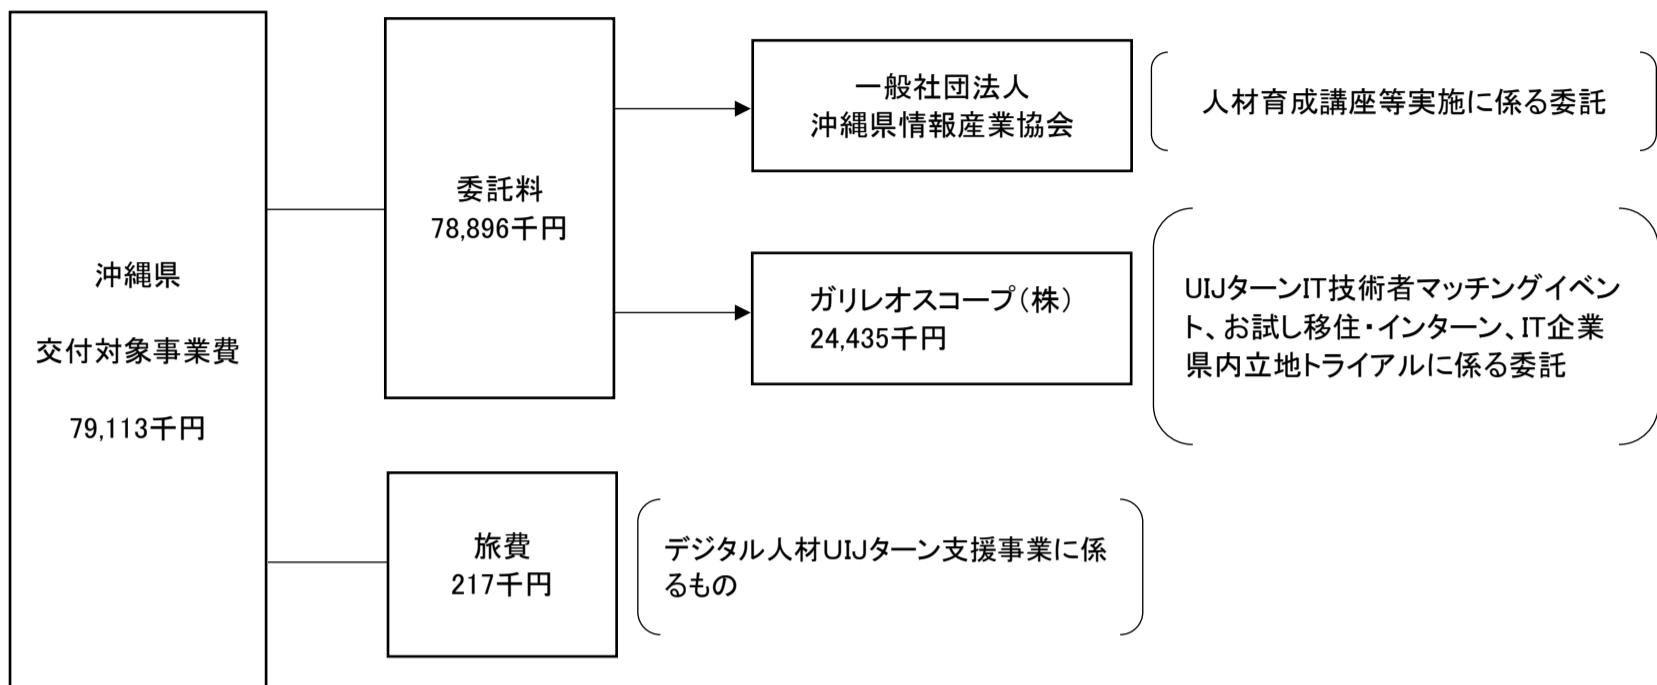 沖縄県
交付対象事業費
79,113千円
委託料
78,896千円
一般社団法人
沖縄県情報産業協会
人材育成講座等実施に係る委託
ガリレオスコープ（株）
24,435千円
UIJターンIT技術者マッチングイベン
ト、お試し移住・インターン、IT企業
県内立地トライアルに係る委託
旅費
217千円
デジタル人材UIJターン支援事業に係
るもの